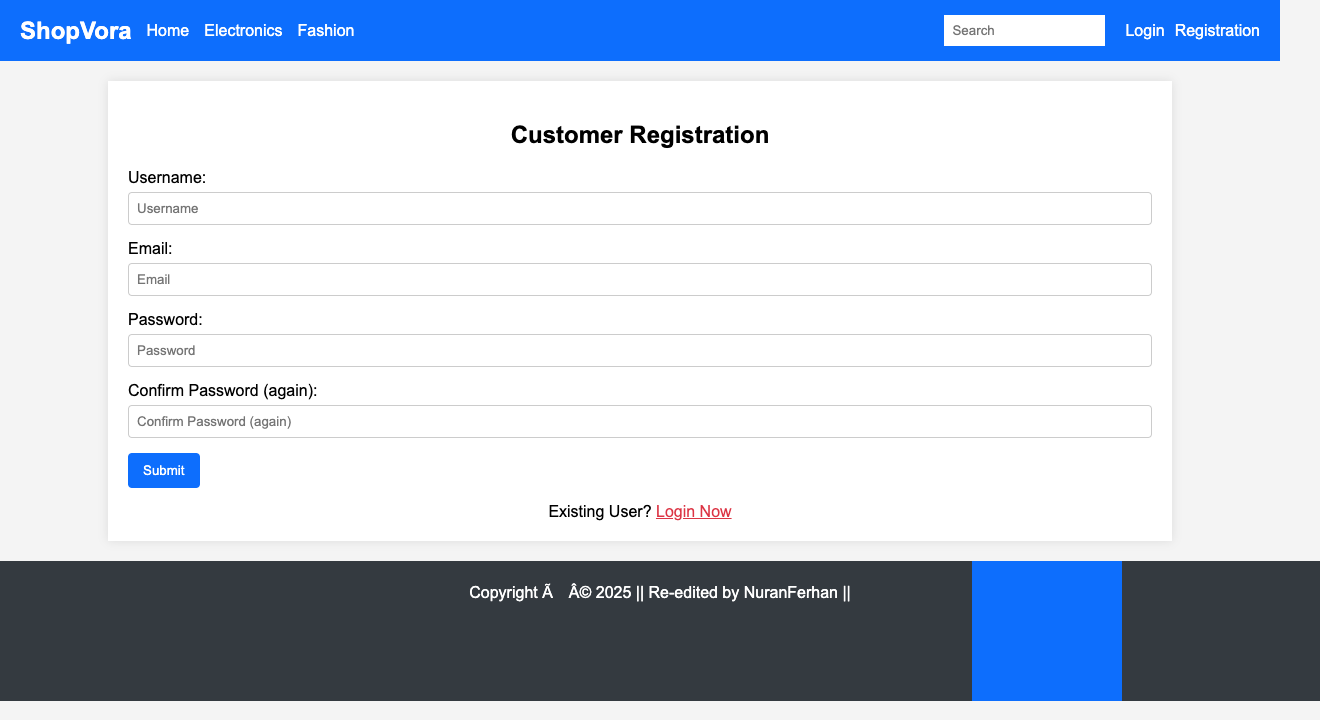 ShopVora Home Electronics Fashion Search Login Registration
Customer Registration
Username:
Username
Email:
Email
Password:
Password
Confirm Password (again):
Confirm Password (again)
Submit
Existing User? Login Now
Copyright Ã Â© 2025 || Re-edited by NuranFerhan ||